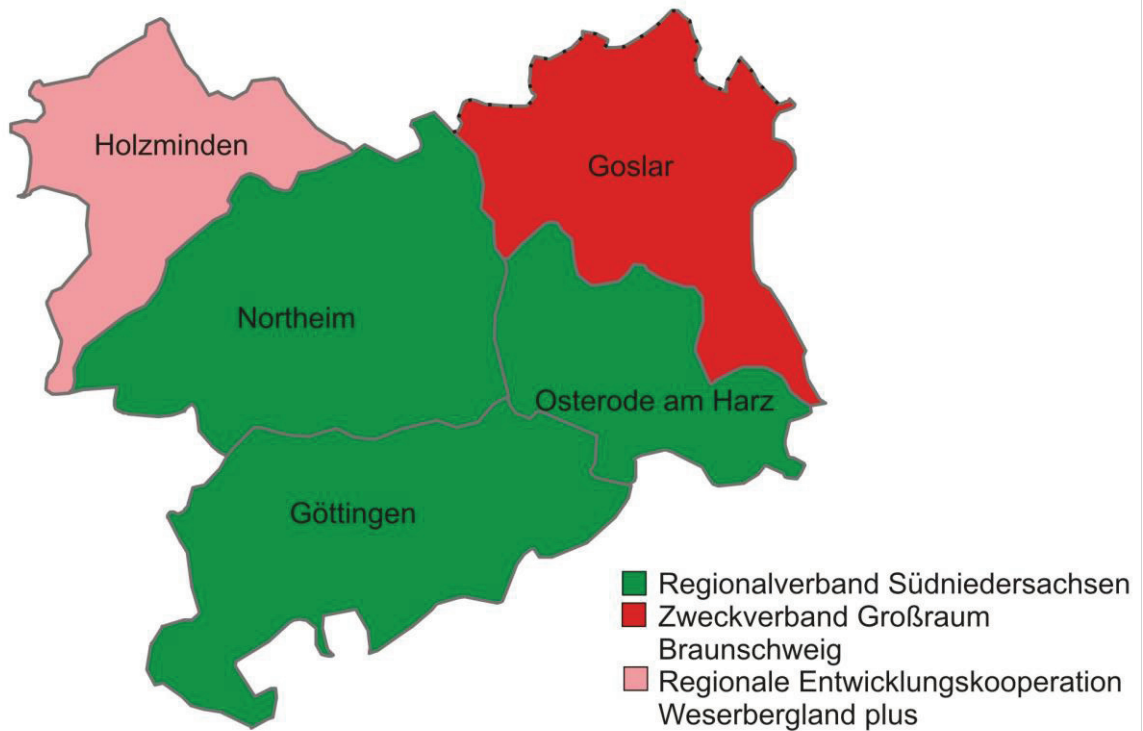 Holzminden
Goslar
Northeim
Osterode am Harz
Göttingen
Regionalverband Südniedersachsen
Zweckverband Großraum
Braunschweig
Regionale Entwicklungskooperation
Weserbergland plus